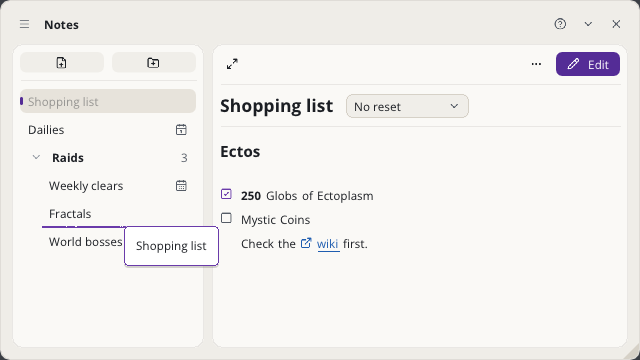 Notes
Edit
Shopping list
Dailies
Raids 3
Weekly clears
Fractals
World bosses
Shopping list
Shopping list No reset
Ectos
250 Globs of Ectoplasm
Mystic Coins
Check the wiki first.